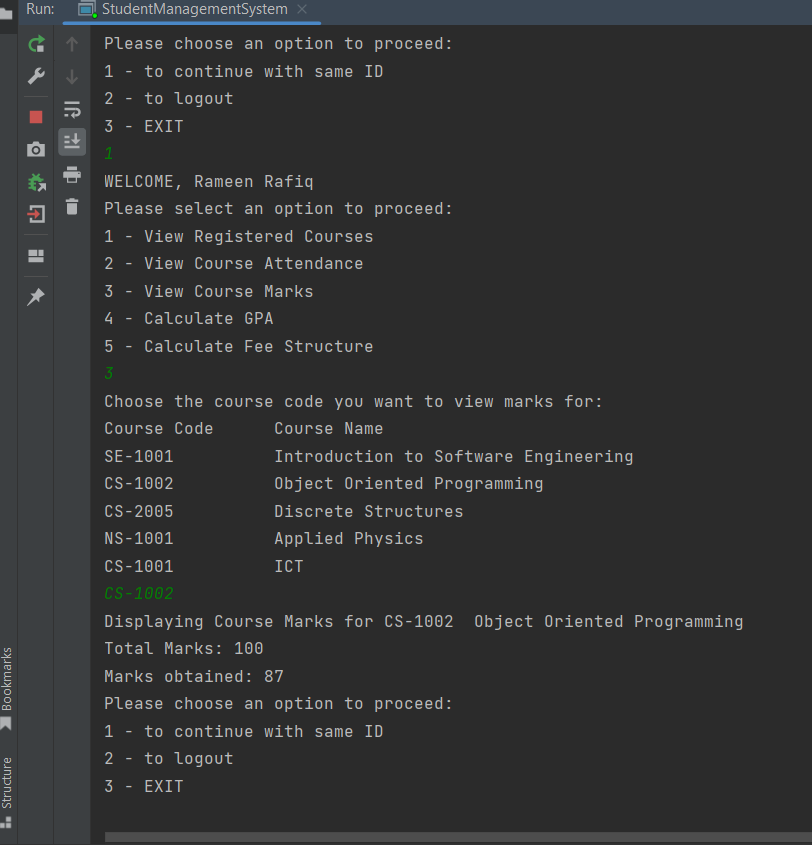 Run: StudentManagementSystem
Please choose an option to proceed:
1 - to continue with same ID
2 - to logout
3 - EXIT
1
WELCOME, Rameen Rafiq
Please select an option to proceed:
1 - View Registered Courses
2 - View Course Attendance
3 - View Course Marks
4 - Calculate GPA
5 - Calculate Fee Structure
3
Choose the course code you want to view marks for:
Course Code Course Name
SE-1001 Introduction to Software Engineering
CS-1002 Object Oriented Programming
CS-2005 Discrete Structures
NS-1001 Applied Physics
CS-1001 ICT
CS-1002
Displaying Course Marks for CS-1002  Object Oriented Programming
Total Marks: 100
Marks obtained: 87
Please choose an option to proceed:
1 - to continue with same ID
2 - to logout
3 - EXIT
Bookmarks
Structure